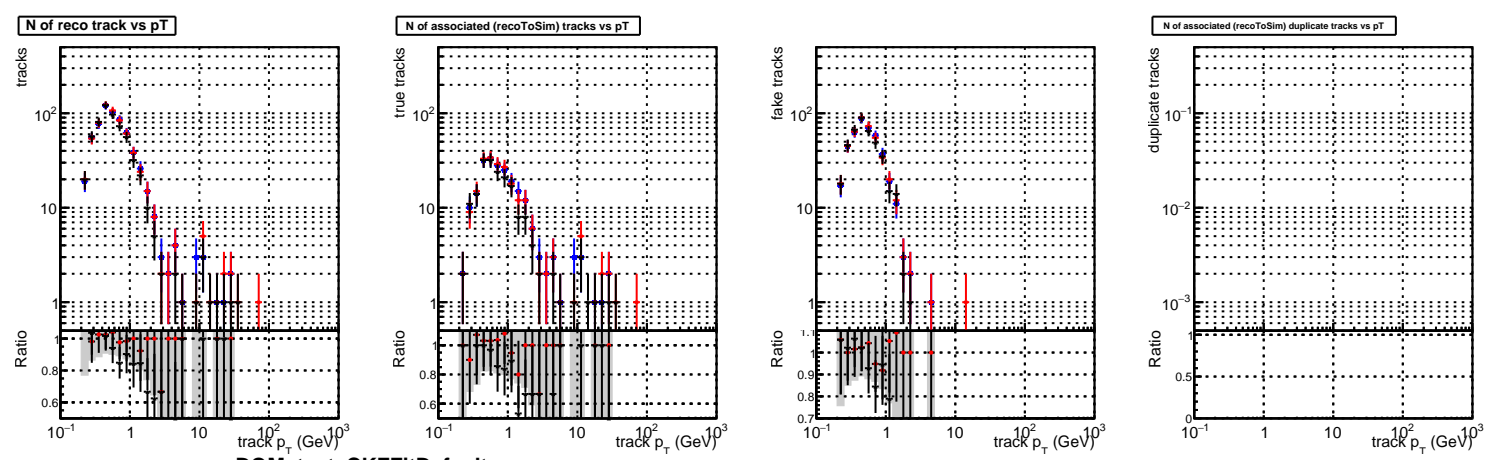 N of reco track vs pT
N of associated (recoToSim) tracks vs pT
N of associated (recoToSim) duplicate tracks vs pT
tracks
10²
10
1
Ratio
1
0.8
0.6
10⁻¹ 1 10 10² 10³
track p_T (GeV)
true tracks
10²
10
1
Ratio
1
0.8
0.6
10⁻¹ 1 10 10² 10³
track p_T (GeV)
fake tracks
10²
10
1
Ratio
1.1
1
0.9
0.8
0.7
10⁻¹ 1 10 10² 10³
track p_T (GeV)
duplicate tracks
10⁻¹
10⁻²
10⁻³
Ratio
1
0.5
0
10⁻¹ 1 10 10² 10³
track p_T (GeV)